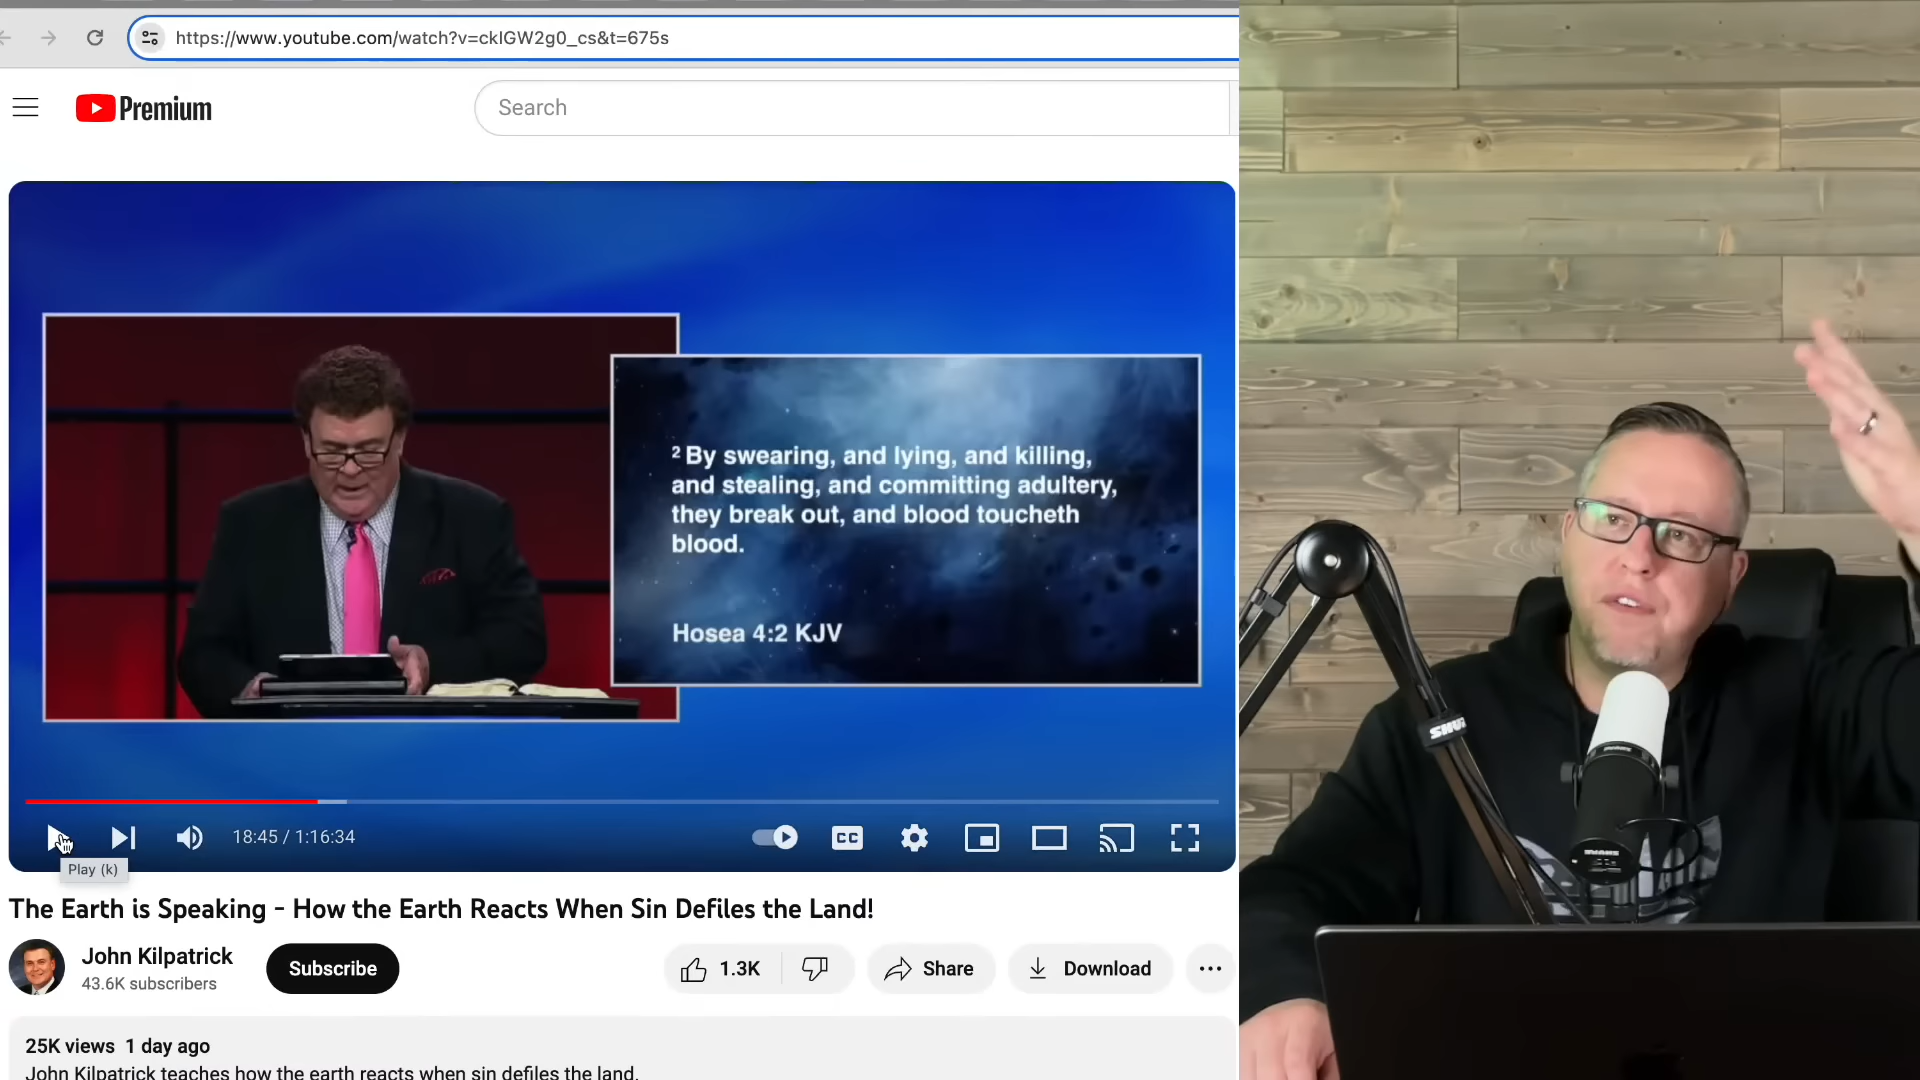 https://www.youtube.com/watch?v=cklGW2g0_cs&t=675s
Premium
Search
2 By swearing, and lying, and killing,
and stealing, and committing adultery,
they break out, and blood toucheth
blood.
Hosea 4:2 KJV
CC
18:45 / 1:16:34
Play (k)
The Earth is Speaking - How the Earth Reacts When Sin Defiles the Land!
John Kilpatrick
43.6K subscribers
Subscribe
1.3K
Share
Download
25K views 1 day ago
John Kilpatrick teaches how the earth reacts when sin defiles the land.